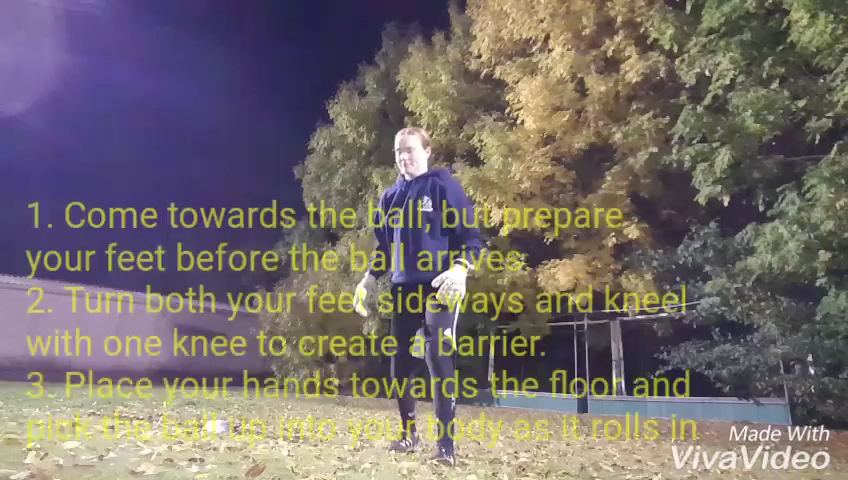 1. Come towards the ball, but prepare
your feet before the ball arrives.
2. Turn both your feet sideways and kneel
with one knee to create a barrier.
3. Place your hands towards the floor and
pick the ball up into your body as it rolls in
Made With
VivaVideo